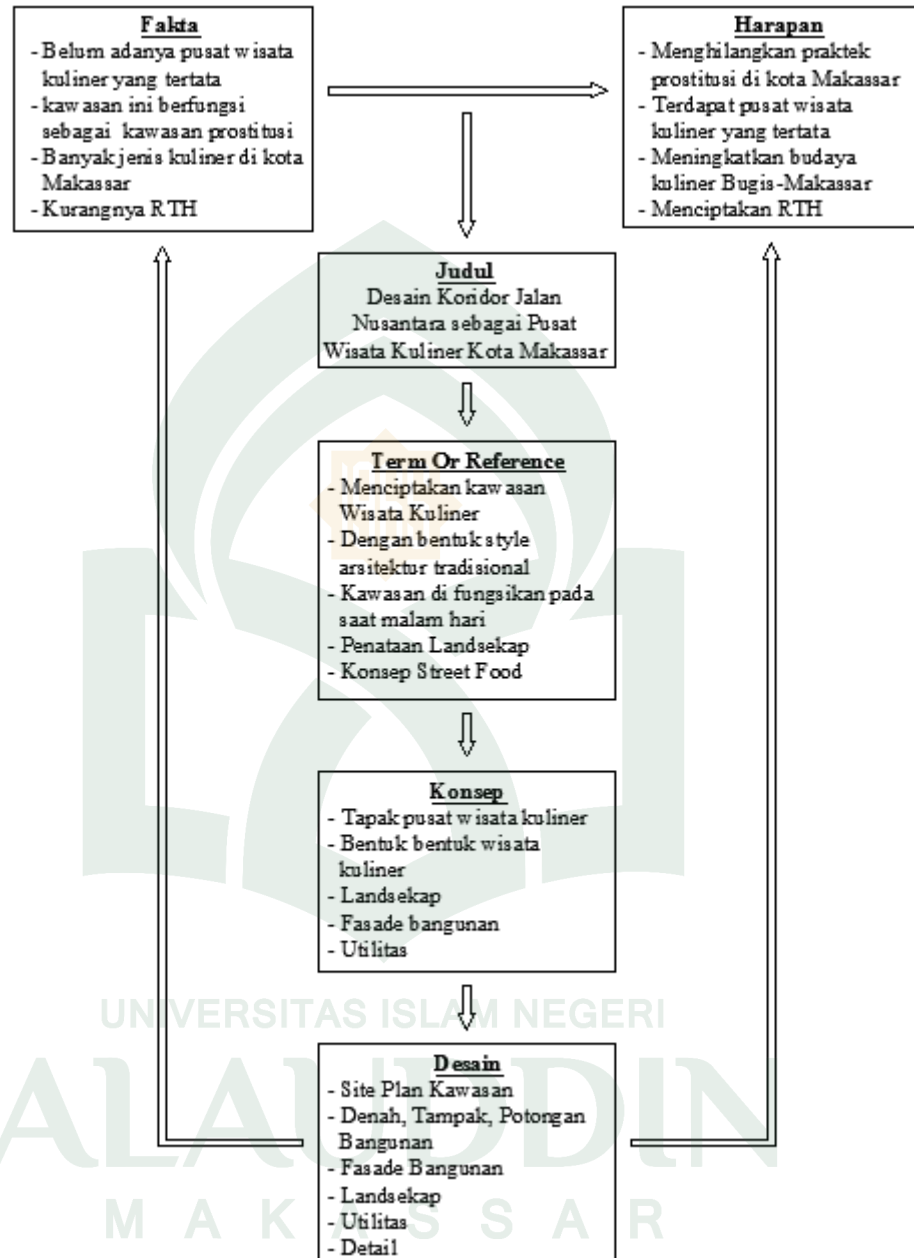 Fakta
- Belum adanya pusat wisata
kuliner yang tertata
- kawasan ini berfungsi
sebagai kawasan prostitusi
- Banyak jenis kuliner di kota
Makassar
- Kurangnya RTH
Harapan
- Menghilangkan praktek
prostitusi di kota Makassar
- Terdapat pusat wisata
kuliner yang tertata
- Meningkatkan budaya
kuliner Bugis-Makassar
- Menciptakan RTH
Judul
Desain Koridor Jalan
Nusantara sebagai Pusat
Wisata Kuliner Kota Makassar
Term Or Reference
- Menciptakan kawasan
Wisata Kuliner
- Dengan bentuk style
arsitektur tradisional
- Kawasan di fungsikan pada
saat malam hari
- Penataan Landsekap
- Konsep Street Food
Konsep
- Tapak pusat wisata kuliner
- Bentuk bentuk wisata
kuliner
- Landsekap
- Fasade bangunan
- Utilitas
UNIVERSITAS ISLAM NEGERI
ALAUDDIN
MAKASSAR
Desain
- Site Plan Kawasan
- Denah, Tampak, Potongan
Bangunan
- Fasade Bangunan
- Landsekap
- Utilitas
- Detail